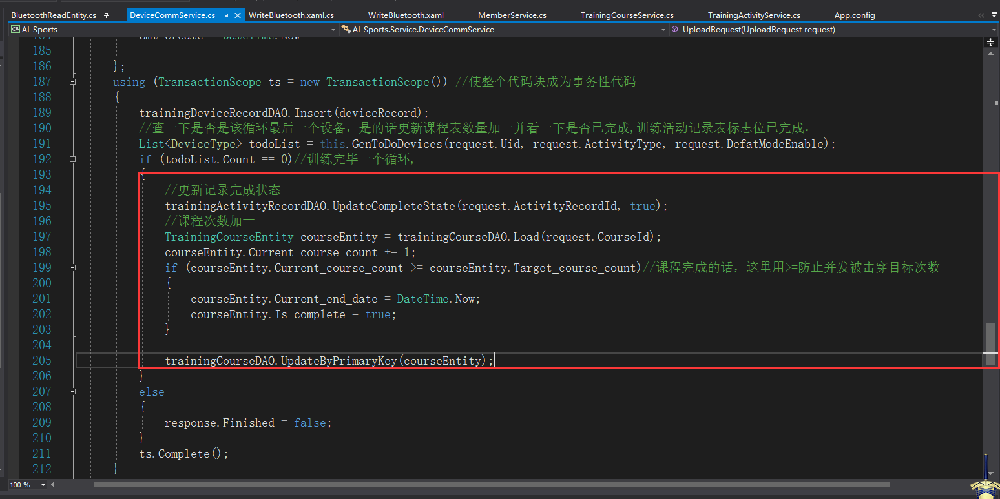 BluetoothReadEntity.cs DeviceCommService.cs WriteBluetooth.xaml.cs WriteBluetooth.xaml MemberService.cs TrainingCourseService.cs TrainingActivityService.cs App.config
C# AI_Sports AI_Sports.Service.DeviceCommService UploadRequest(UploadRequest request)
184 Gmt_create = DateTime.Now
185
186 };
187 using (TransactionScope ts = new TransactionScope()) //使整个代码块成为事务性代码
188 {
189 trainingDeviceRecordDAO.Insert(deviceRecord);
190 //查一下是否是该循环最后一个设备，是的话更新课程表数量加一并看一下是否已完成,训练活动记录表标志位已完成，
191 List<DeviceType> todoList = this.GenToDoDevices(request.Uid, request.ActivityType, request.DefatModeEnable);
192 if (todoList.Count == 0)//训练完毕一个循环,
193 {
194 //更新记录完成状态
195 trainingActivityRecordDAO.UpdateCompleteState(request.ActivityRecordId, true);
196 //课程次数加一
197 TrainingCourseEntity courseEntity = trainingCourseDAO.Load(request.CourseId);
198 courseEntity.Current_course_count += 1;
199 if (courseEntity.Current_course_count >= courseEntity.Target_course_count)//课程完成的话，这里用>=防止并发被击穿目标次数
200 {
201 courseEntity.Current_end_date = DateTime.Now;
202 courseEntity.Is_complete = true;
203 }
204
205 trainingCourseDAO.UpdateByPrimaryKey(courseEntity);
206 }
207 else
208 {
209 response.Finished = false;
210 }
211 ts.Complete();
212 }
100 %